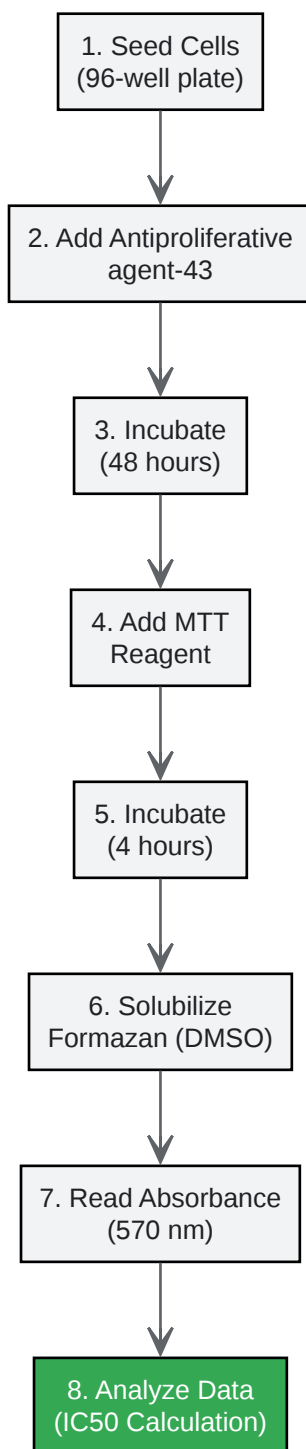 1. Seed Cells
(96-well plate)
2. Add Antiproliferative
agent-43
3. Incubate
(48 hours)
4. Add MTT
Reagent
5. Incubate
(4 hours)
6. Solubilize
Formazan (DMSO)
7. Read Absorbance
(570 nm)
8. Analyze Data
(IC50 Calculation)